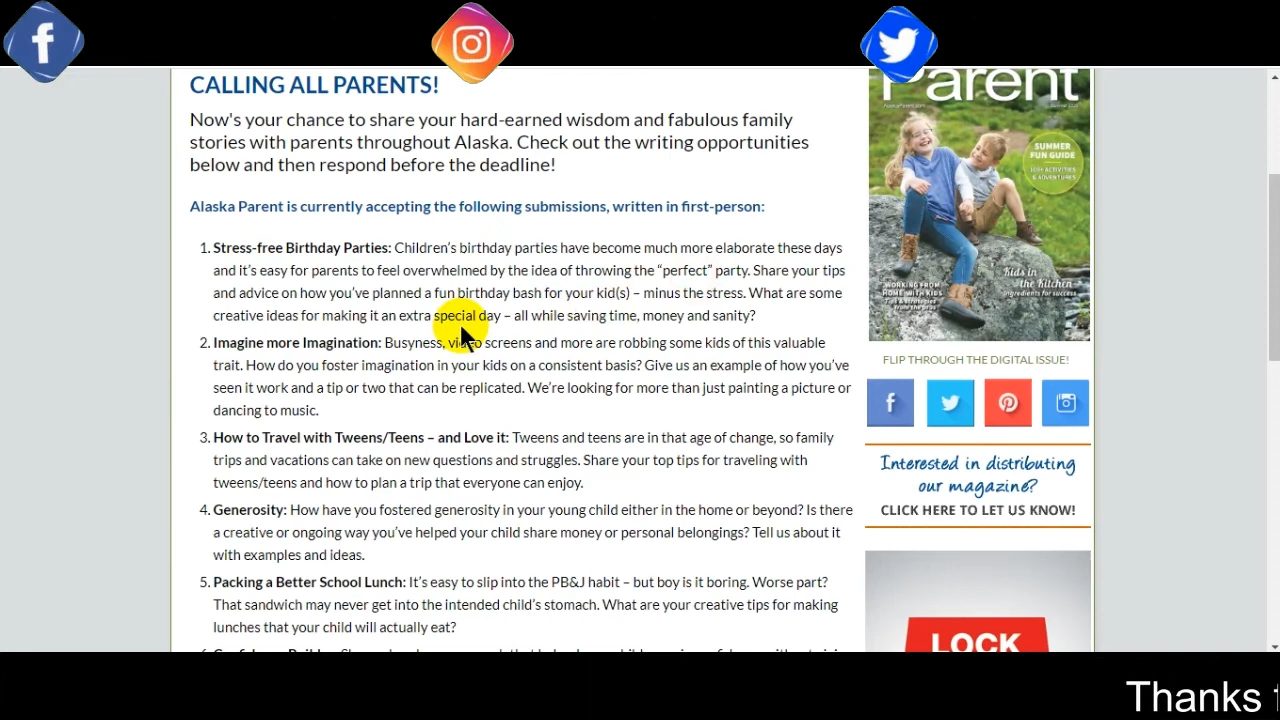 CALLING ALL PARENTS!
Now's your chance to share your hard-earned wisdom and fabulous family
stories with parents throughout Alaska. Check out the writing opportunities
below and then respond before the deadline!
Alaska Parent is currently accepting the following submissions, written in first-person:
1. Stress-free Birthday Parties: Children's birthday parties have become much more elaborate these days
and it's easy for parents to feel overwhelmed by the idea of throwing the “perfect” party. Share your tips
and advice on how you've planned a fun birthday bash for your kid(s) – minus the stress. What are some
creative ideas for making it an extra special day – all while saving time, money and sanity?
2. Imagine more Imagination: Busyness, video screens and more are robbing some kids of this valuable
trait. How do you foster imagination in your kids on a consistent basis? Give us an example of how you've
seen it work and a tip or two that can be replicated. We're looking for more than just painting a picture or
dancing to music.
3. How to Travel with Tweens/Teens – and Love it: Tweens and teens are in that age of change, so family
trips and vacations can take on new questions and struggles. Share your top tips for traveling with
tweens/teens and how to plan a trip that everyone can enjoy.
4. Generosity: How have you fostered generosity in your young child either in the home or beyond? Is there
a creative or ongoing way you've helped your child share money or personal belongings? Tell us about it
with examples and ideas.
5. Packing a Better School Lunch: It's easy to slip into the PB&J habit – but boy is it boring. Worse part?
That sandwich may never get into the intended child's stomach. What are your creative tips for making
lunches that your child will actually eat?
Parent
SUMMER
FUN GUIDE
& ADVENTURES
Kids in
the Kitchen
Ingredients for success
WORKING FROM
HOME WITH KIDS
FLIP THROUGH THE DIGITAL ISSUE!
Interested in distributing
our magazine?
CLICK HERE TO LET US KNOW!
LOCK
Thanks